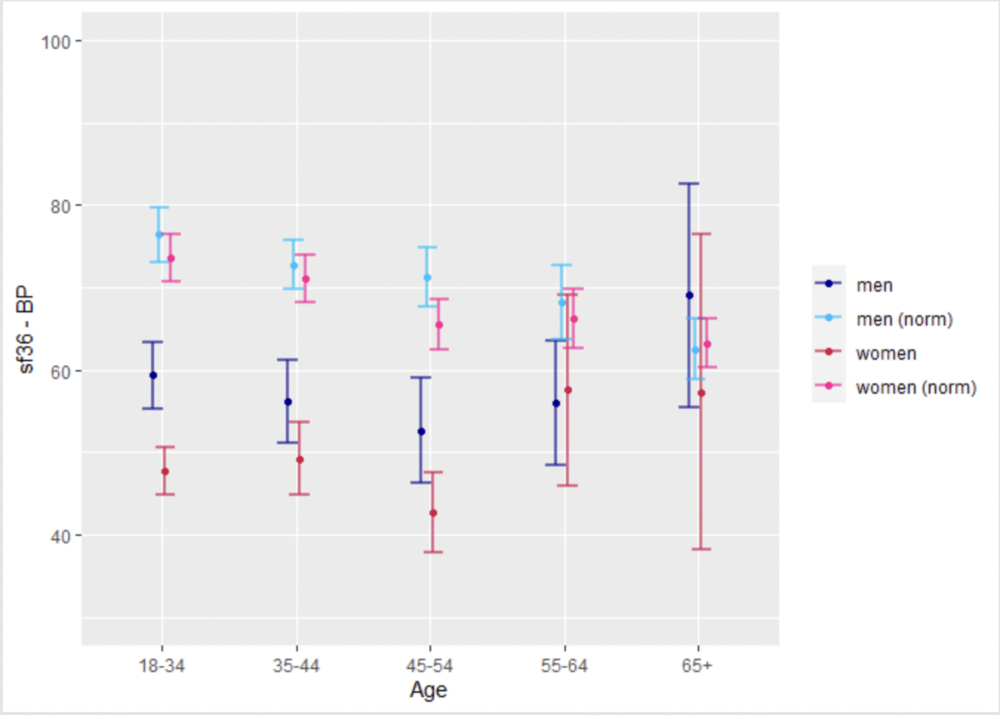 100
80
60
40
sf36 - BP
18-34
35-44
45-54
55-64
65+
Age
men
men (norm)
women
women (norm)